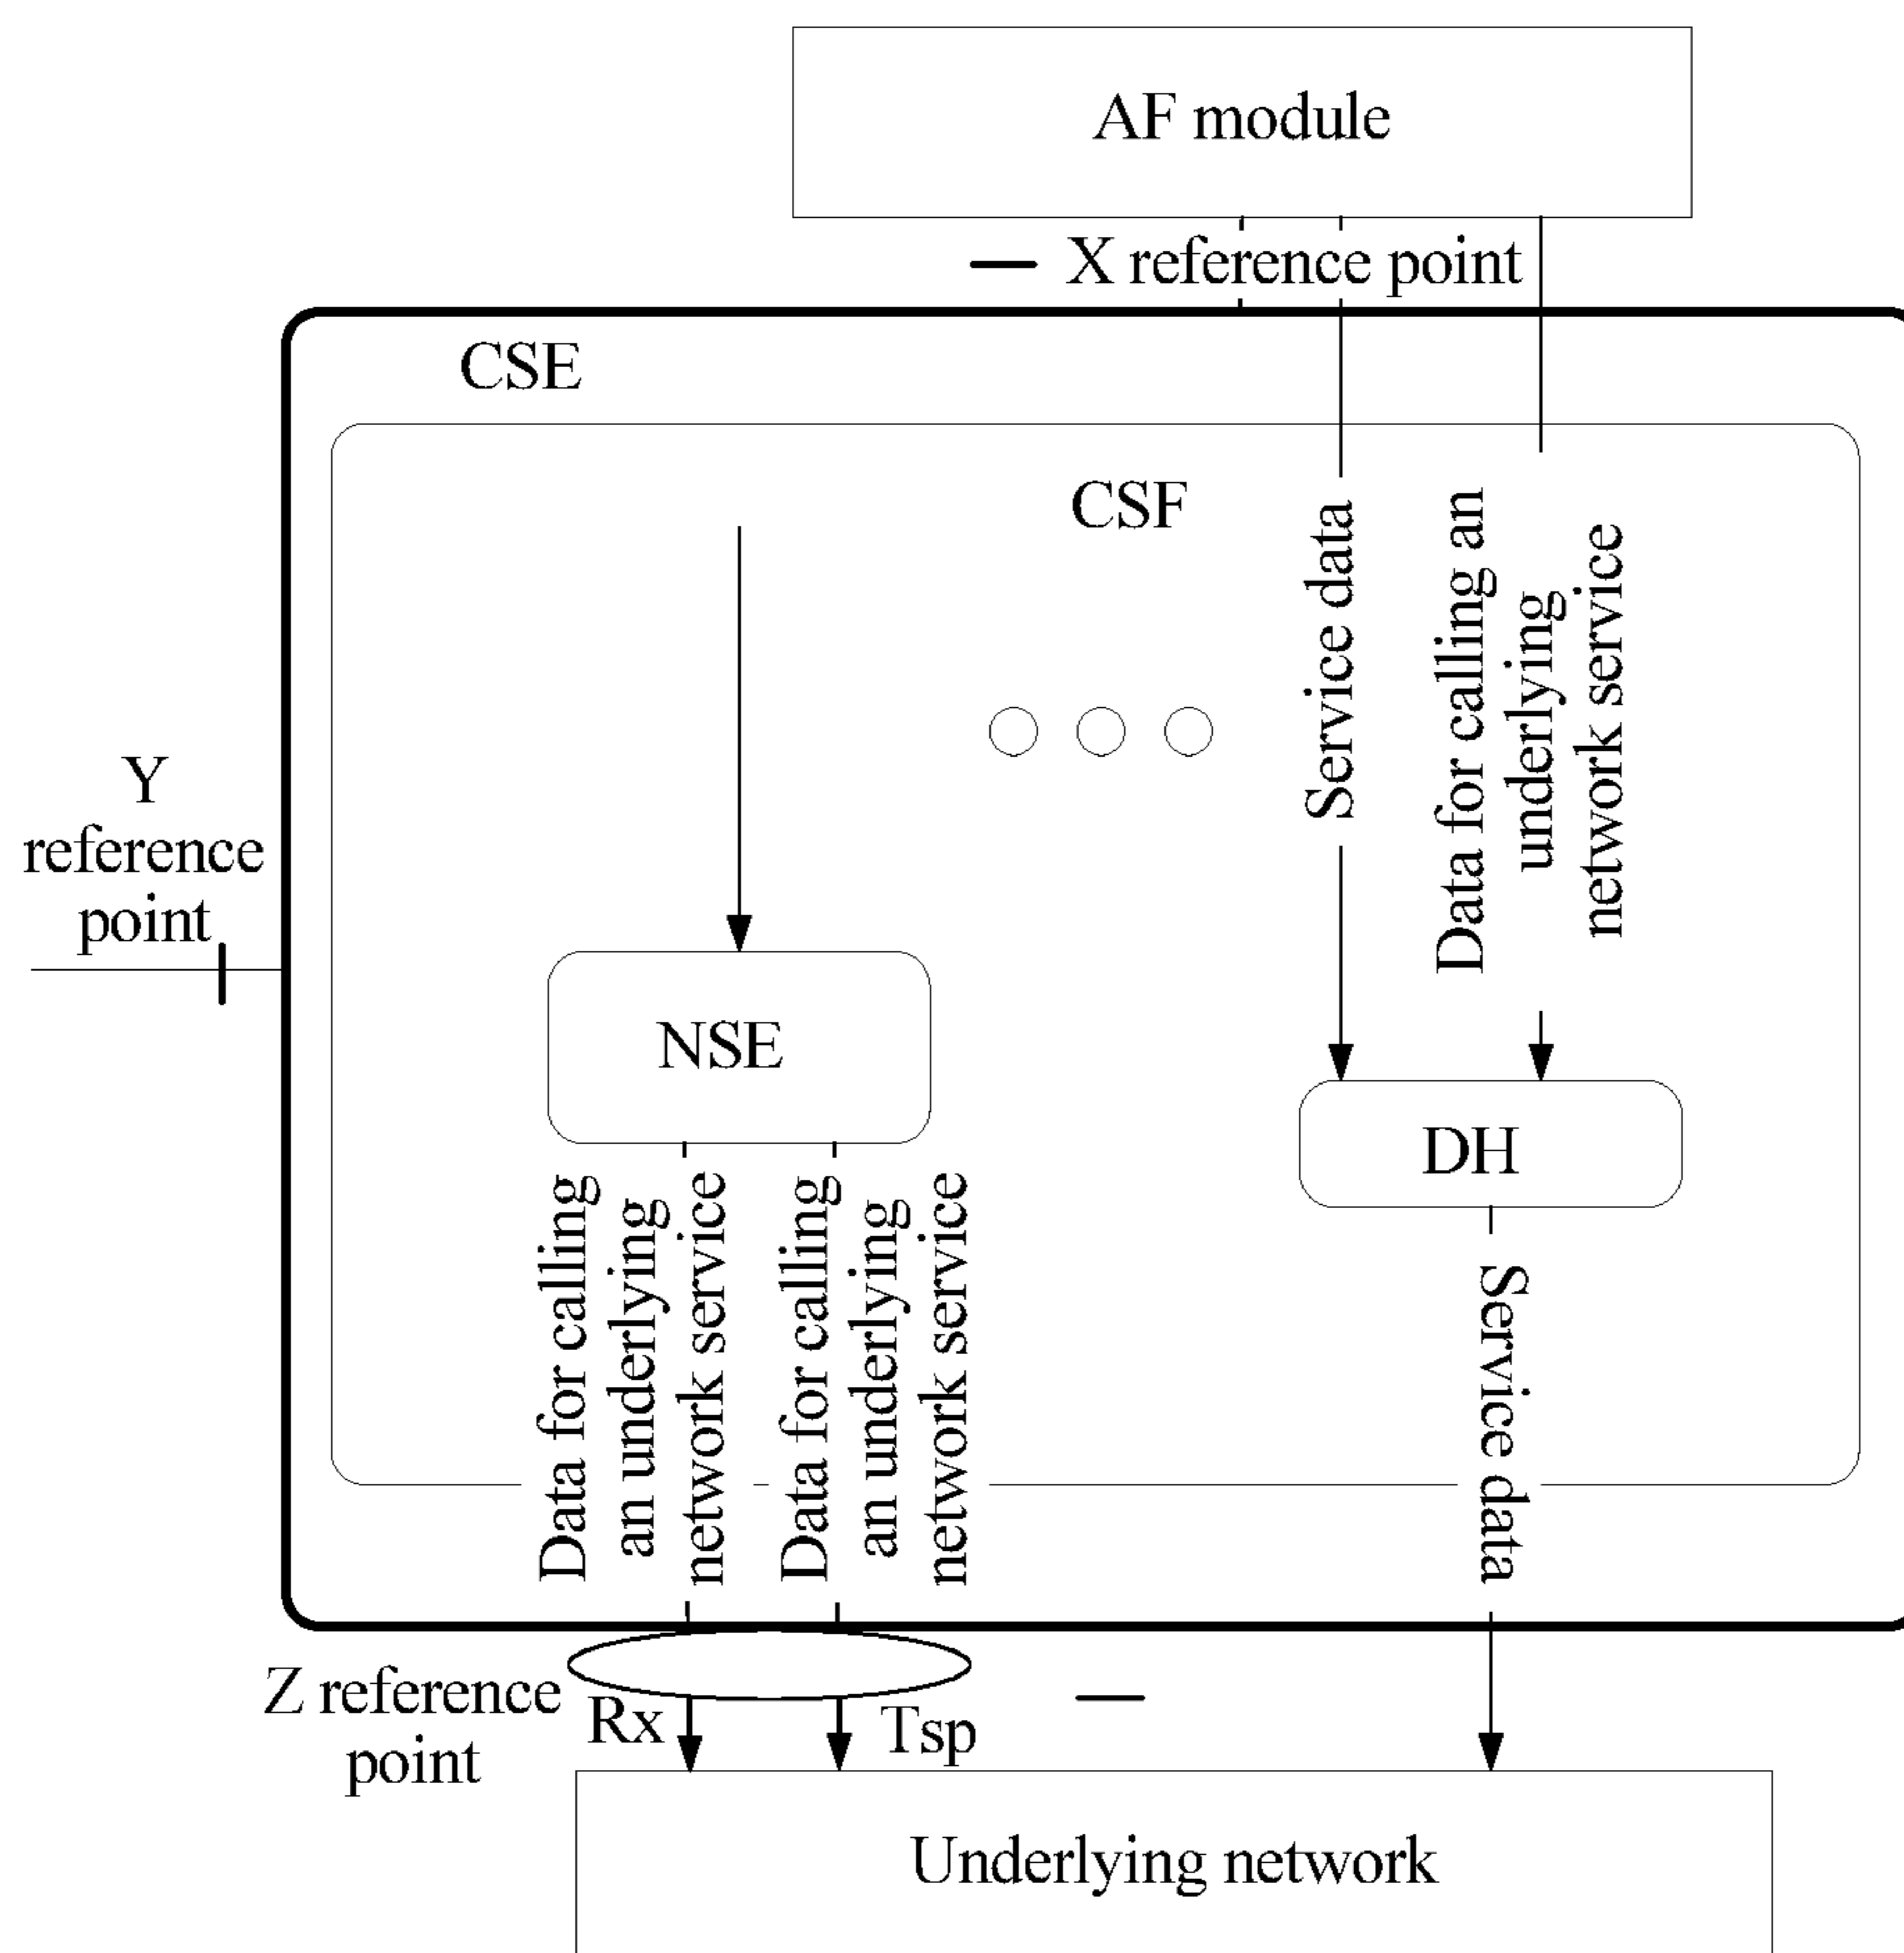 AF module
X reference point
CSE
CSF
Service data
Data for calling an
underlying
network service
Y
reference
point
NSE
DH
Data for calling
an underlying
network service
Data for calling
an underlying
network service
Service data
Z reference
point
Rx
Tsp
Underlying network